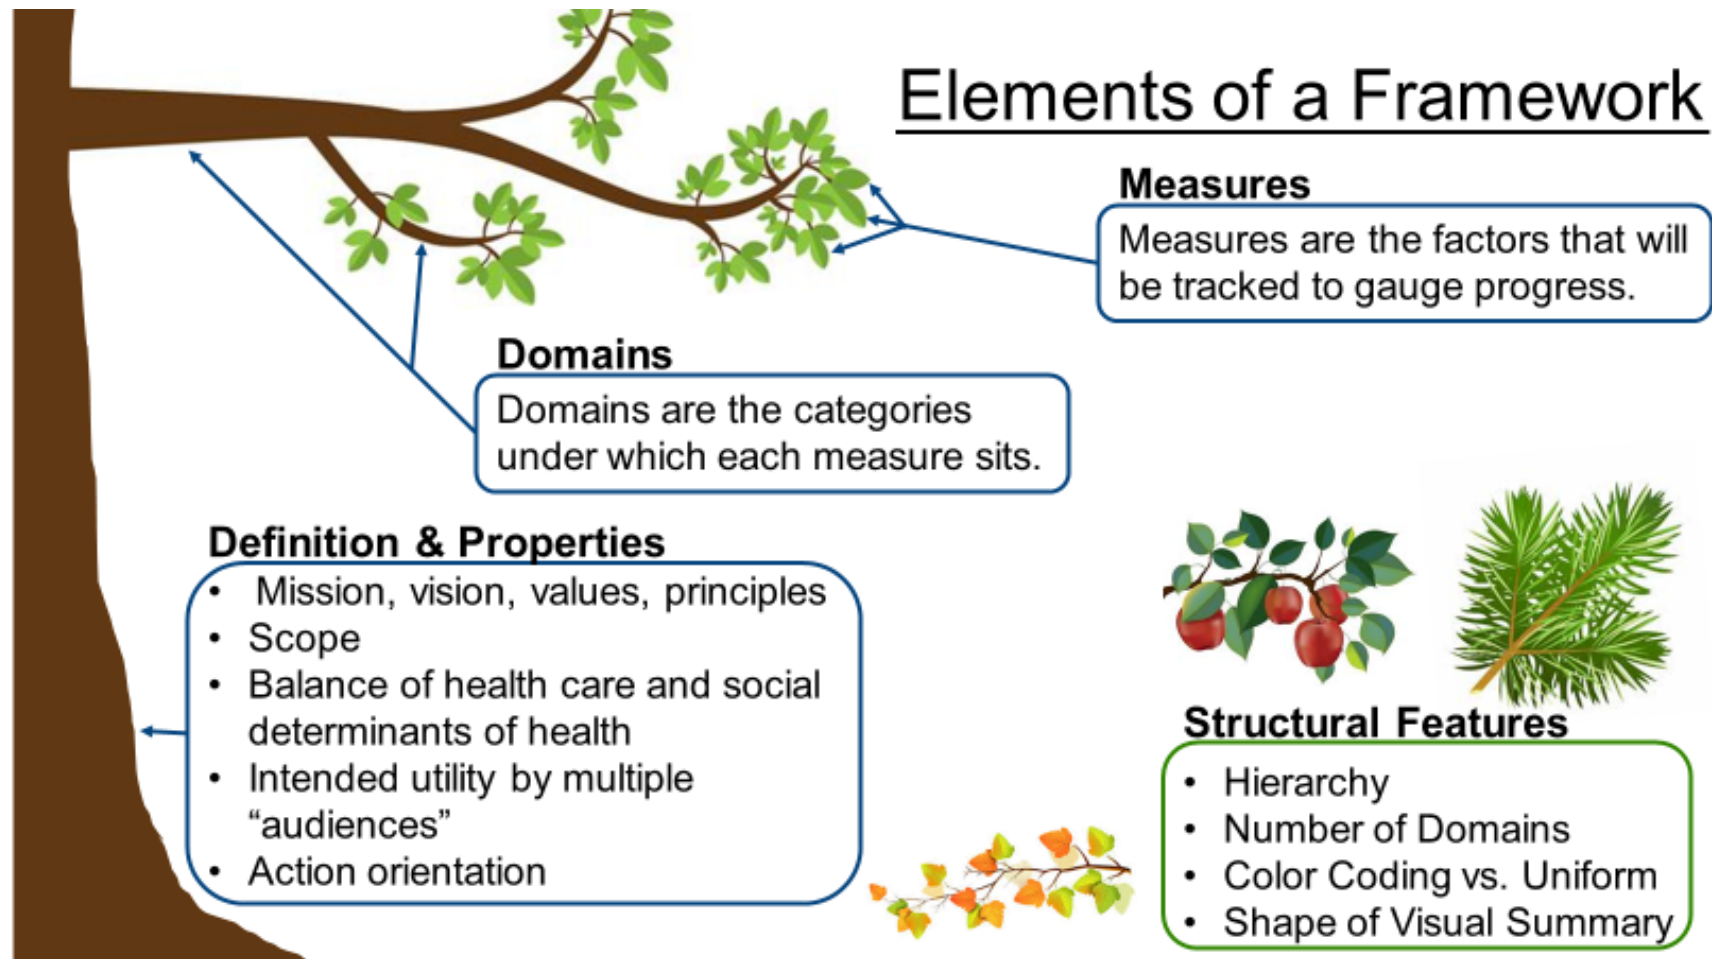 Elements of a Framework
Measures
Measures are the factors that will
be tracked to gauge progress.
Domains
Domains are the categories
under which each measure sits.
Definition & Properties
• Mission, vision, values, principles
• Scope
• Balance of health care and social
determinants of health
• Intended utility by multiple
“audiences”
• Action orientation
Structural Features
• Hierarchy
• Number of Domains
• Color Coding vs. Uniform
• Shape of Visual Summary